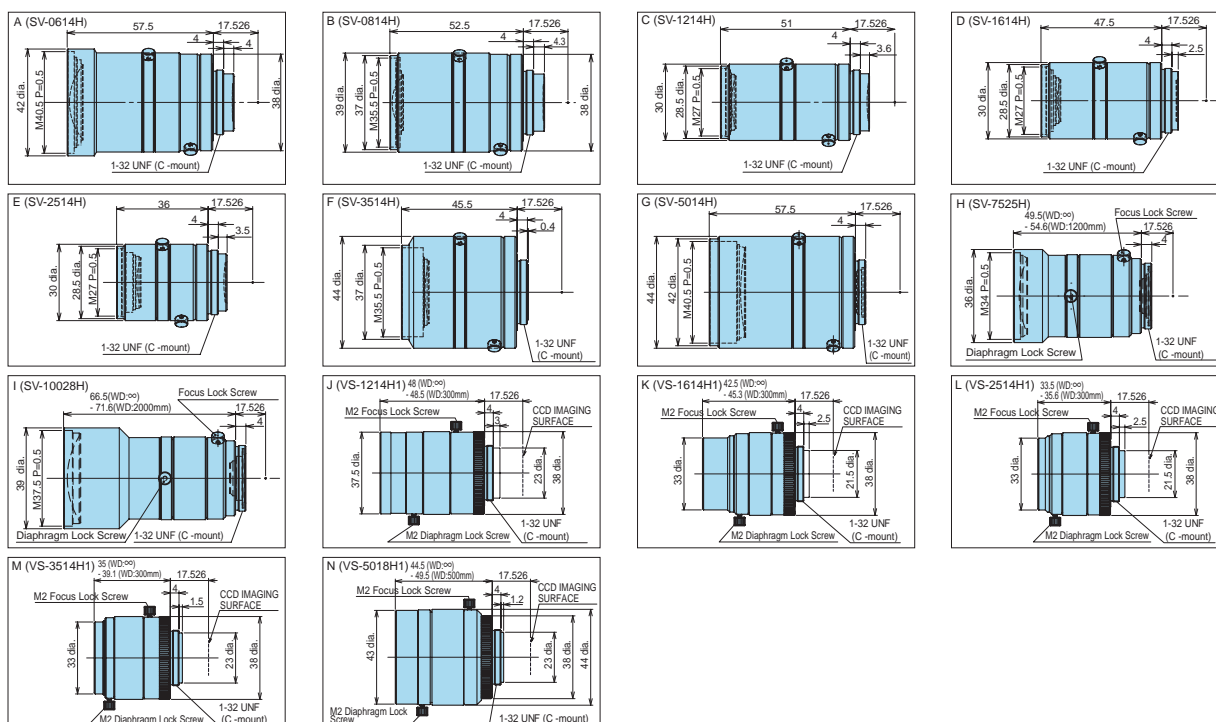 A (SV-0614H)
57.5
17.526
4
4
42 dia.
M40.5 P=0.5
38 dia.
1-32 UNF (C -mount)
B (SV-0814H)
52.5
17.526
4
4.3
39 dia.
37 dia.
M35.5 P=0.5
38 dia.
1-32 UNF (C -mount)
C (SV-1214H)
51
17.526
4
3.6
30 dia.
28.5 dia.
M27 P=0.5
1-32 UNF (C -mount)
D (SV-1614H)
47.5
17.526
4
2.5
30 dia.
28.5 dia.
M27 P=0.5
1-32 UNF (C -mount)
E (SV-2514H)
36
17.526
4
3.5
30 dia.
28.5 dia.
M27 P=0.5
1-32 UNF (C -mount)
F (SV-3514H)
45.5
17.526
4
0.4
44 dia.
37 dia.
M35.5 P=0.5
1-32 UNF
(C -mount)
G (SV-5014H)
57.5
17.526
4
44 dia.
42 dia.
M40.5 P=0.5
1-32 UNF
(C -mount)
H (SV-7525H)
49.5(WD:∞)
- 54.6(WD:1200mm)
Focus Lock Screw
17.526
4
36 dia.
M34 P=0.5
Diaphragm Lock Screw
1-32 UNF
(C -mount)
I (SV-10028H)
66.5(WD:∞)
- 71.6(WD:2000mm)
Focus Lock Screw
17.526
4
39 dia.
M37.5 P=0.5
Diaphragm Lock Screw
1-32 UNF (C -mount)
J (VS-1214H1)
48 (WD:∞)
- 48.5 (WD:300mm)
17.526
M2 Focus Lock Screw
4
3
CCD IMAGING
SURFACE
37.5 dia.
23 dia.
38 dia.
1-32 UNF
(C -mount)
M2 Diaphragm Lock Screw
K (VS-1614H1)
42.5 (WD:∞)
- 45.3 (WD:300mm)
17.526
M2 Focus Lock Screw
4
2.5
CCD IMAGING
SURFACE
33 dia.
21.5 dia.
38 dia.
1-32 UNF
(C -mount)
M2 Diaphragm Lock Screw
L (VS-2514H1)
33.5 (WD:∞)
- 35.6 (WD:300mm)
17.526
M2 Focus Lock Screw
4
2.5
CCD IMAGING
SURFACE
33 dia.
21.5 dia.
38 dia.
1-32 UNF
(C -mount)
M2 Diaphragm Lock Screw
M (VS-3514H1)
35 (WD:∞)
- 39.1 (WD:300mm)
17.526
M2 Focus Lock Screw
4
1.5
CCD IMAGING
SURFACE
33 dia.
23 dia.
38 dia.
1-32 UNF
(C -mount)
M2 Diaphragm Lock Screw
N (VS-5018H1)
44.5 (WD:∞)
- 49.5 (WD:500mm)
17.526
M2 Focus Lock Screw
4
1.2
CCD IMAGING
SURFACE
43 dia.
23 dia.
38 dia.
44 dia.
M2 Diaphragm Lock
Screw
1-32 UNF (C -mount)